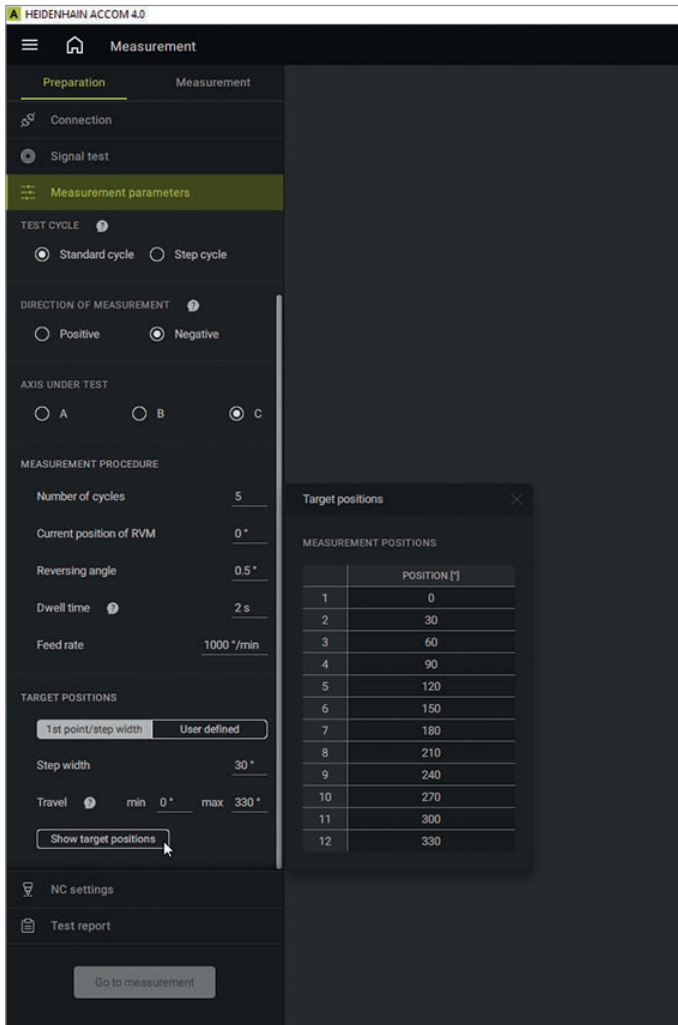 A HEIDENHAIN ACCOM 4.0
Measurement
Preparation Measurement
Connection
Signal test
Measurement parameters
TEST CYCLE ?
Standard cycle Step cycle
DIRECTION OF MEASUREMENT ?
Positive Negative
AXIS UNDER TEST
A B C
MEASUREMENT PROCEDURE
Number of cycles 5
Current position of RVM 0°
Reversing angle 0.5°
Dwell time ? 2 s
Feed rate 1000 °/min
TARGET POSITIONS
1st point/step width User defined
Step width 30°
Travel ? min 0° max 330°
Show target positions
NC settings
Test report
Go to measurement
Target positions
MEASUREMENT POSITIONS
POSITION [°]
1 0
2 30
3 60
4 90
5 120
6 150
7 180
8 210
9 240
10 270
11 300
12 330